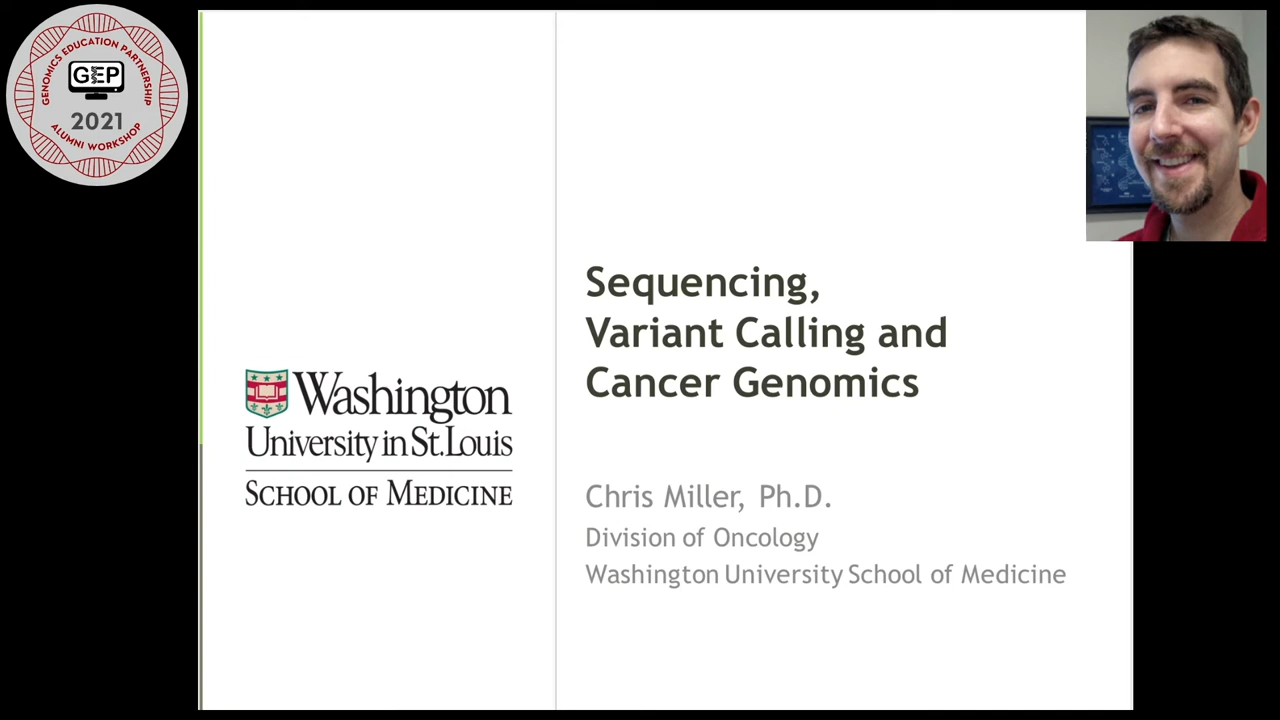 GENOMICS EDUCATION PARTNERSHIP
GEP
2021
ALUMNI WORKSHOP
Sequencing,
Variant Calling and
Cancer Genomics
Washington
University in St. Louis
SCHOOL OF MEDICINE
Chris Miller, Ph.D.
Division of Oncology
Washington University School of Medicine